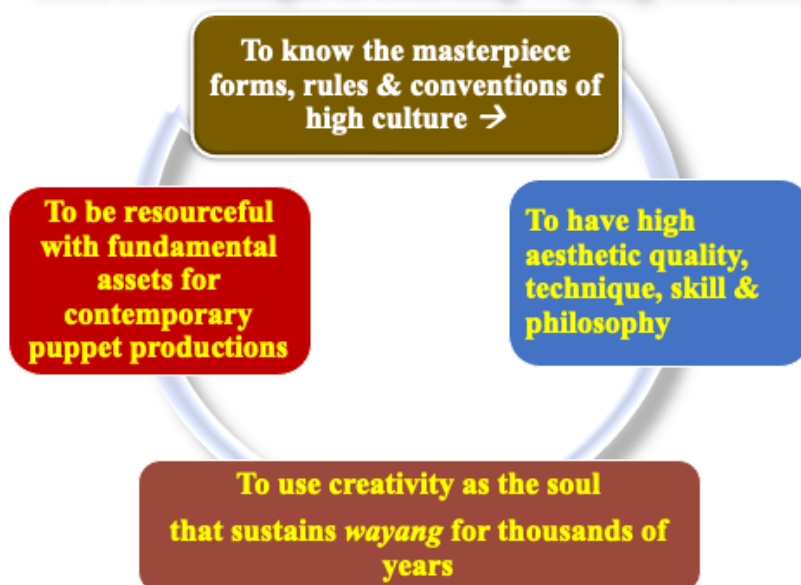 To know the masterpiece
forms, rules & conventions of
high culture →
To have high
aesthetic quality,
technique, skill &
philosophy
To use creativity as the soul
that sustains wayang for thousands of
years
To be resourceful
with fundamental
assets for
contemporary
puppet productions